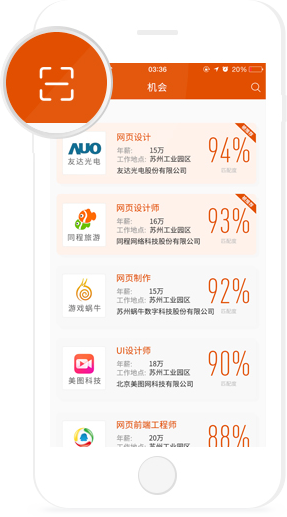 03:36
20%
机会
网页设计
年薪: 15万
工作地点: 苏州工业园区
友达光电股份有限公司
AUO
友达光电
94%
匹配度
网页设计师
年薪: 16万
工作地点: 苏州工业园区
同程网络科技股份有限公司
同程旅游
93%
匹配度
网页制作
年薪: 15万
工作地点: 苏州工业园区
苏州蜗牛数字科技股份有限公司
游戏蜗牛
92%
匹配度
UI设计师
年薪: 18万
工作地点: 苏州工业园区
北京美图网科技有限公司
美图科技
90%
匹配度
网页前端工程师
年薪: 20万
工作地点: 苏州工业园区
88%